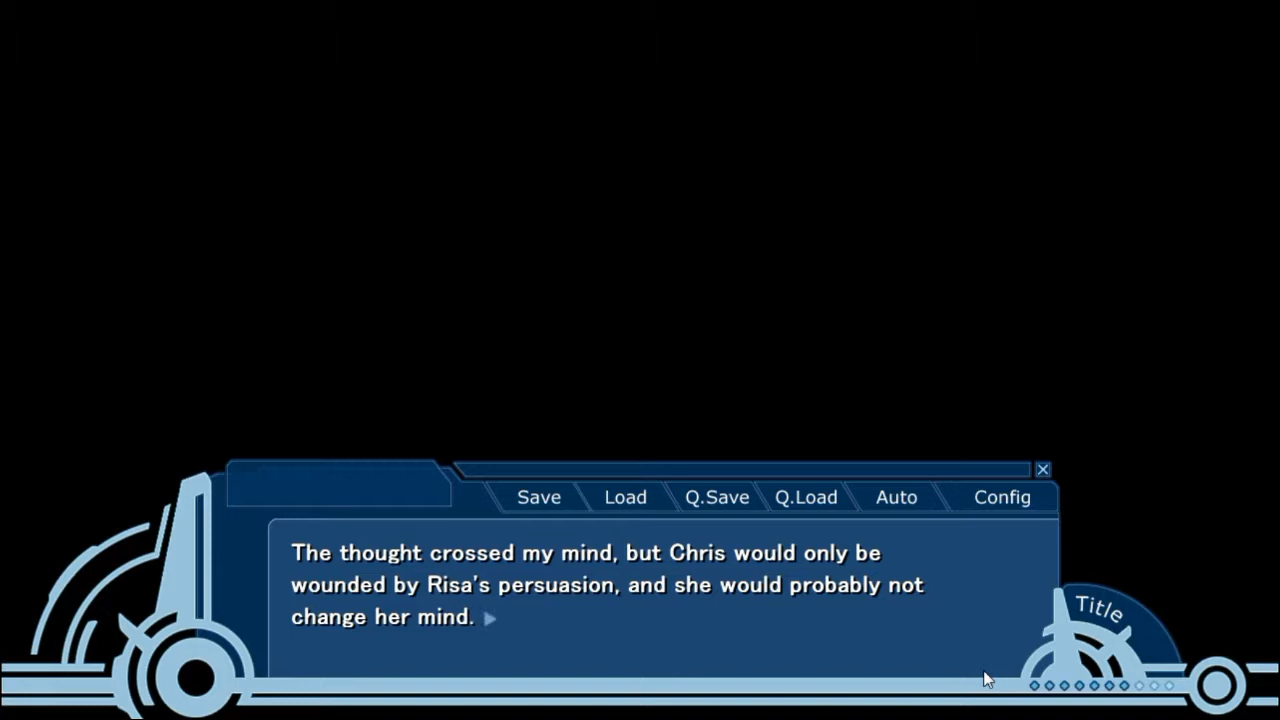 Save Load Q.Save Q.Load Auto Config
The thought crossed my mind, but Chris would only be
wounded by Risa's persuasion, and she would probably not
change her mind.
Title